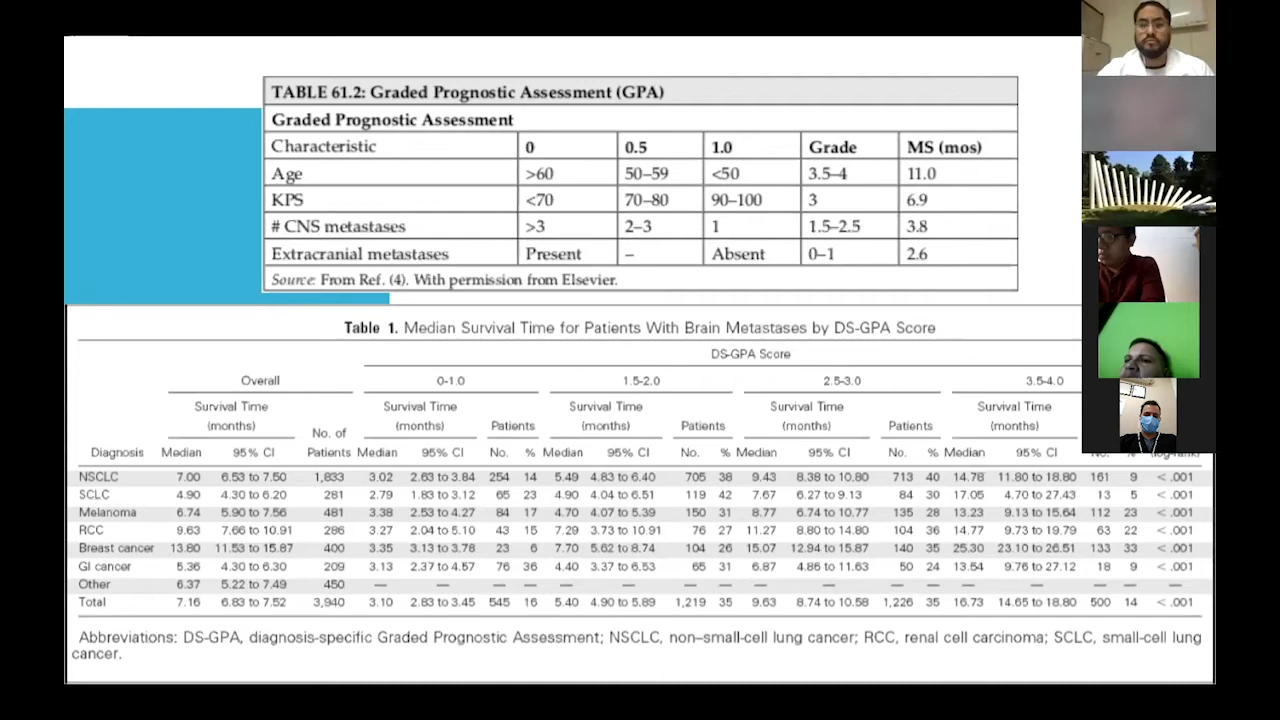 TABLE 61.2: Graded Prognostic Assessment (GPA)
Graded Prognostic Assessment
Characteristic 0 0.5 1.0 Grade MS (mos)
Age >60 50–59 <50 3.5–4 11.0
KPS <70 70–80 90–100 3 6.9
# CNS metastases >3 2–3 1 1.5–2.5 3.8
Extracranial metastases Present – Absent 0–1 2.6
Source: From Ref. (4). With permission from Elsevier.
Table 1. Median Survival Time for Patients With Brain Metastases by DS-GPA Score
DS-GPA Score
Overall 0-1.0 1.5-2.0 2.5-3.0 3.5-4.0
Survival Time Survival Time Survival Time Survival Time Survival Time
(months) No. of (months) Patients (months) Patients (months) Patients (months)
Diagnosis Median 95% CI Patients Median 95% CI No. % Median 95% CI No. % Median 95% CI No. % Median 95% CI No. % (log-rank)
NSCLC 7.00 6.53 to 7.50 1,833 3.02 2.63 to 3.84 254 14 5.49 4.83 to 6.40 705 38 9.43 8.38 to 10.80 713 40 14.78 11.80 to 18.80 161 9 < .001
SCLC 4.90 4.30 to 6.20 281 2.79 1.83 to 3.12 65 23 4.90 4.04 to 6.51 119 42 7.67 6.27 to 9.13 84 30 17.05 4.70 to 27.43 13 5 < .001
Melanoma 6.74 5.90 to 7.56 481 3.38 2.53 to 4.27 84 17 4.70 4.07 to 5.39 150 31 8.77 6.74 to 10.77 135 28 13.23 9.13 to 15.64 112 23 < .001
RCC 9.63 7.66 to 10.91 286 3.27 2.04 to 5.10 43 15 7.29 3.73 to 10.91 76 27 11.27 8.80 to 14.80 104 36 14.77 9.73 to 19.79 63 22 < .001
Breast cancer 13.80 11.53 to 15.87 400 3.35 3.13 to 3.78 23 6 7.70 5.62 to 8.74 104 26 15.07 12.94 to 15.87 140 35 25.30 23.10 to 26.51 133 33 < .001
GI cancer 5.36 4.30 to 6.30 209 3.13 2.37 to 4.57 76 36 4.40 3.37 to 6.53 65 31 6.87 4.86 to 11.63 50 24 13.54 9.76 to 27.12 18 9 < .001
Other 6.37 5.22 to 7.49 450 — — — — — — — — — — — — — — — — —
Total 7.16 6.83 to 7.52 3,940 3.10 2.83 to 3.45 545 16 5.40 4.90 to 5.89 1,219 35 9.63 8.74 to 10.58 1,226 35 16.73 14.65 to 18.80 500 14 < .001
Abbreviations: DS-GPA, diagnosis-specific Graded Prognostic Assessment; NSCLC, non–small-cell lung cancer; RCC, renal cell carcinoma; SCLC, small-cell lung
cancer.